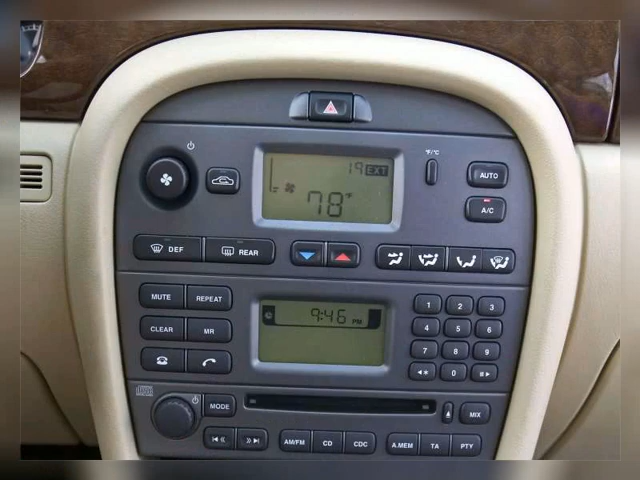 19 EXT
°F/°C
78 °F
AUTO
A/C
DEF
REAR
MUTE REPEAT
9:46 PM
1 2 3
CLEAR MR
4 5 6
7 8 9
* 0 #
MODE
MIX
AM/FM CD CDC A.MEM TA PTY